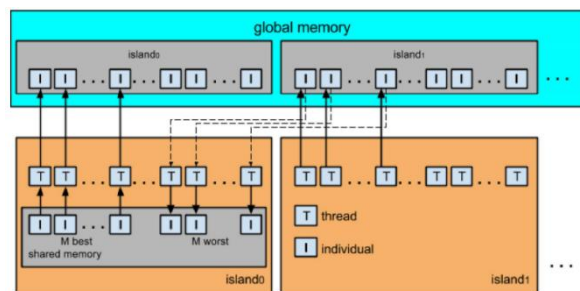 global memory
island0 island1
I I ... I I I ... I I I ... I I I ... I ...
T T ... T T T ... T T T ... T T T ... T
I I ... I I I ... I T thread
M best M worst
shared memory I individual
island0 island1 ...